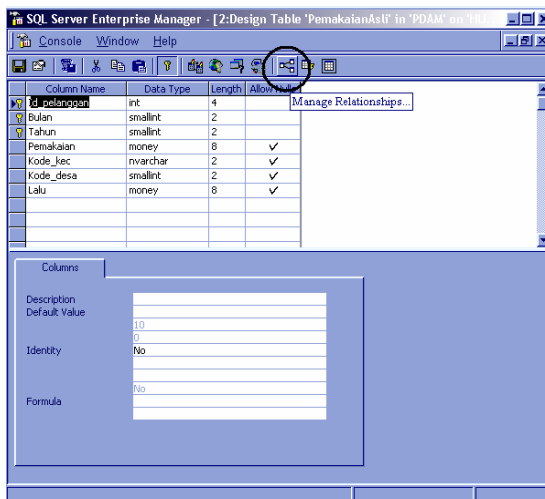 SQL Server Enterprise Manager - [2:Design Table 'PemakaianAsli' in 'PDAM' on
Console Window Help
Column Name Data Type Length Allow Nulls
Manage Relationships...
Id_pelanggan int 4
Bulan smallint 2
Tahun smallint 2
Pemakaian money 8
Kode_kec nvarchar 2
Kode_desa smallint 2
Lalu money 8
Columns
Description
Default Value
10
0
Identity No
No
Formula